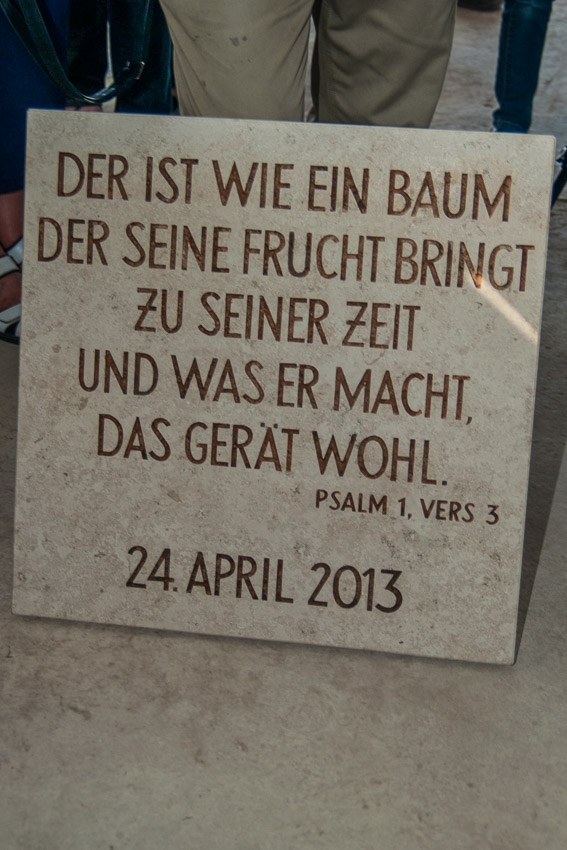 DER IST WIE EIN BAUM
DER SEINE FRUCHT BRINGT
ZU SEINER ZEIT
UND WAS ER MACHT,
DAS GERÄT WOHL.
PSALM 1, VERS 3
24. APRIL 2013